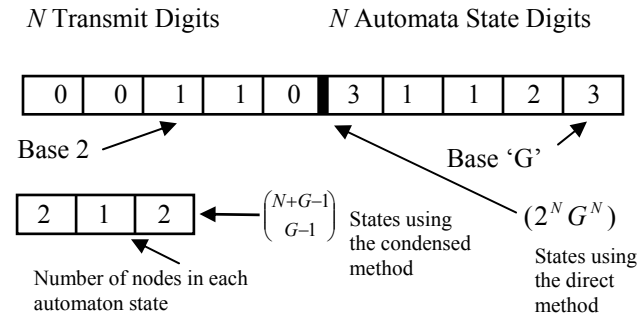 N Transmit Digits
N Automata State Digits
0 0 1 1 0 3 1 1 2 3
Base 2
Base ‘G’
2 1 2
(N+G−1
G−1)
States using
the condensed
method
(2^N G^N)
States using
the direct
method
Number of nodes in each
automaton state